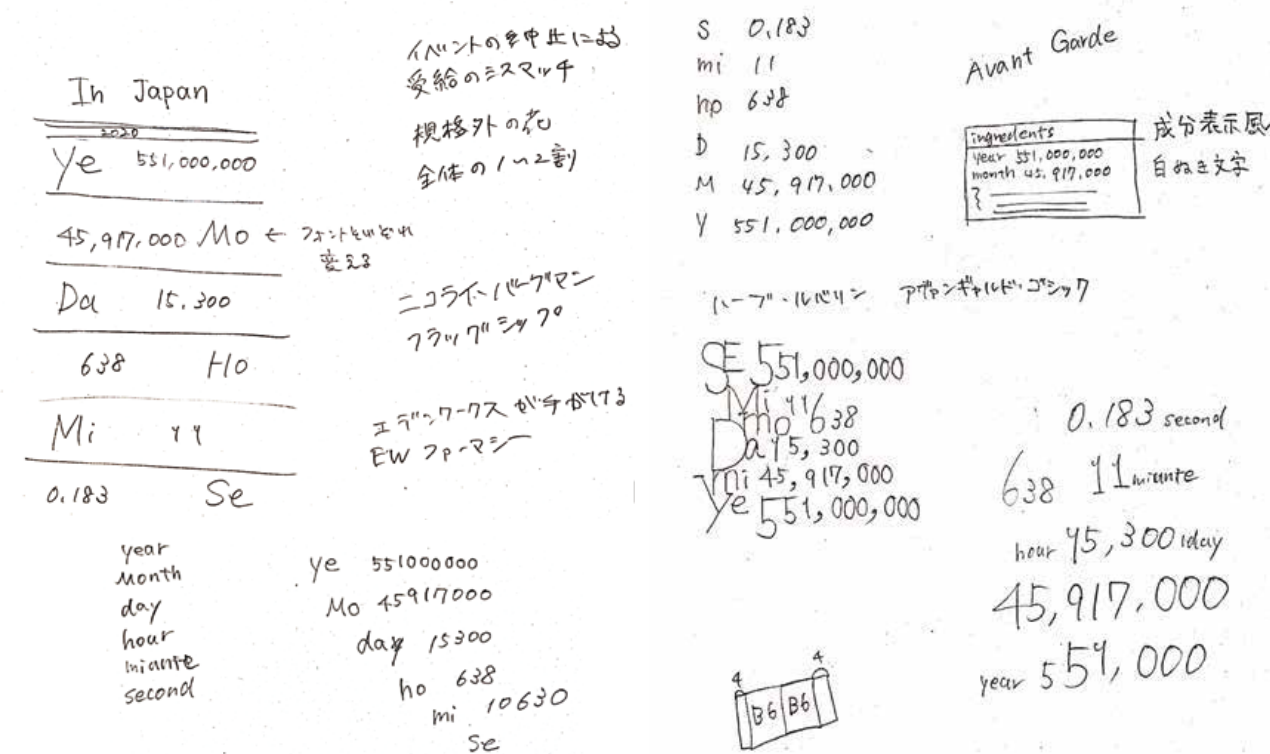 In Japan
2020
Ye 551,000,000
45,917,000 Mo ← フォントをいぞれ
変える
Da 15.300
638 Ho
Mi 11
0.183 Se
イベントの中止による
受給のミスマッチ
規格外の花
全体の1〜2割
ニコライ・バーグマン
フラッグシップ
エデンワークスが手がける
EW ファーマシー
year
Month
day
hour
miunte
second
Ye 551000000
Mo 45917000
day 15300
ho 638
mi 10630
Se
S 0.183
mi 11
ho 638
D 15,300
M 45,917,000
Y 551.000,000
Avant Garde
ingredents
year 551,000,000
month 45,917,000
成分表示風
白ぬき文字
ハーブ・ルバリン アヴァンギャルド・ゴシック
SE 551,000,000
Mi 11
mo 638
Da 15,300
mi 45,917,000
Ye 551,000,000
0.183 second
638 11 miunte
hour 15,300 1day
45,917,000
year 551,000
4 4
B6 B6